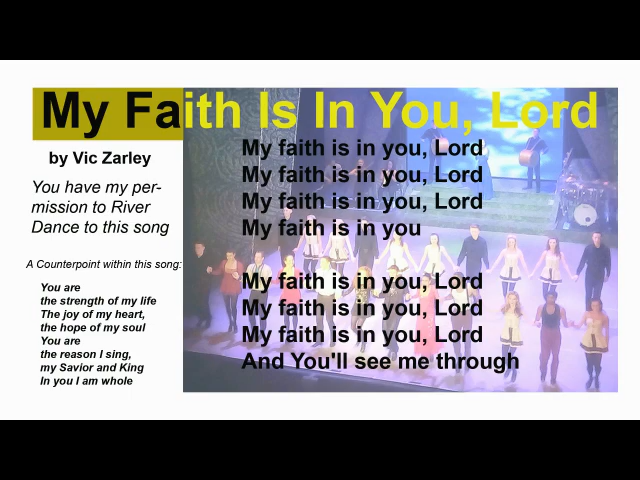 My Faith Is In You, Lord
by Vic Zarley
You have my per-
mission to River
Dance to this song
A Counterpoint within this song:
You are
the strength of my life
The joy of my heart,
the hope of my soul
You are
the reason I sing,
my Savior and King
In you I am whole
My faith is in you, Lord
My faith is in you, Lord
My faith is in you, Lord
My faith is in you
My faith is in you, Lord
My faith is in you, Lord
My faith is in you, Lord
And You'll see me through